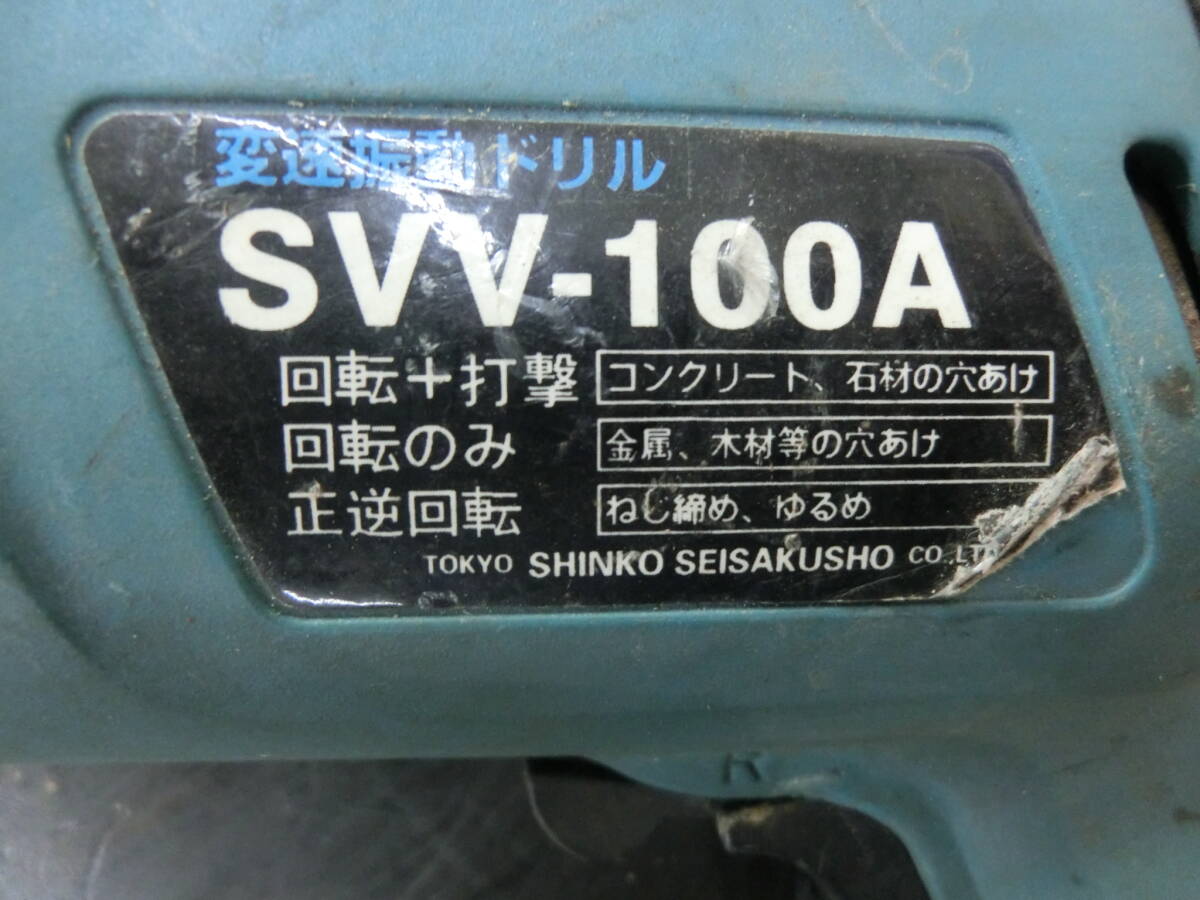 変速振動ドリル
SVV-100A
回転＋打撃 コンクリート、石材の穴あけ
回転のみ 金属、木材等の穴あけ
正逆回転 ねじ締め、ゆるめ
TOKYO SHINKO SEISAKUSHO CO.,LTD
R